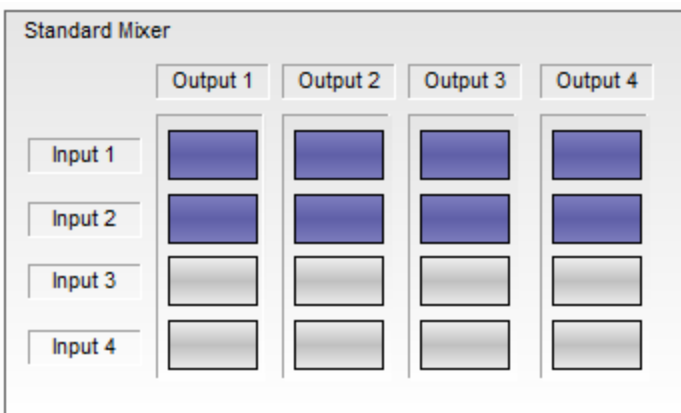 Standard Mixer
Output 1 Output 2 Output 3 Output 4
Input 1
Input 2
Input 3
Input 4